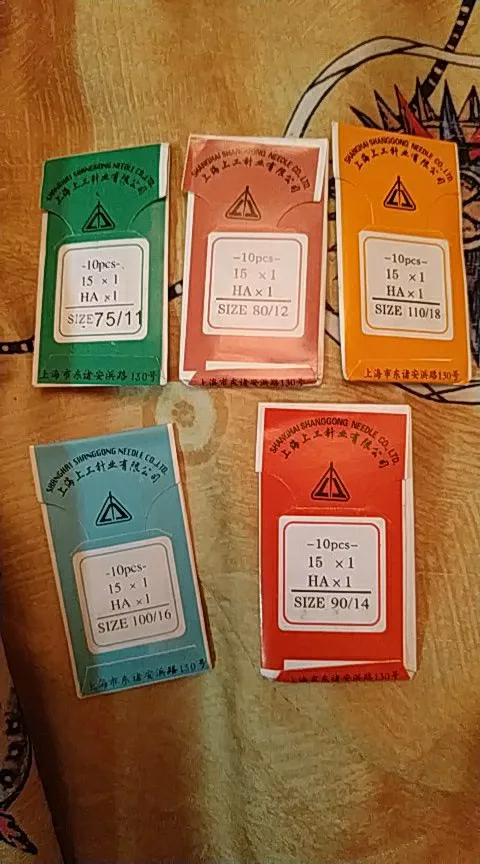 SHANGHAI SHANGGONG NEEDLE CO.,LTD.
上海上工针业有限公司
-10pcs-
15 ×1
HA ×1
SIZE 75/11
上海市东诸安浜路130号
SHANGHAI SHANGGONG NEEDLE CO.,LTD.
上海上工针业有限公司
-10pcs-
15 ×1
HA ×1
SIZE 80/12
上海市东诸安浜路130号
SHANGHAI SHANGGONG NEEDLE CO.,LTD.
上海上工针业有限公司
-10pcs-
15 ×1
HA ×1
SIZE 110/18
上海市东诸安浜路130号
SHANGHAI SHANGGONG NEEDLE CO.,LTD.
上海上工针业有限公司
-10pcs-
15 ×1
HA ×1
SIZE 100/16
上海市东诸安浜路130号
SHANGHAI SHANGGONG NEEDLE CO.,LTD.
上海上工针业有限公司
-10pcs-
15 ×1
HA ×1
SIZE 90/14
上海市东诸安浜路130号